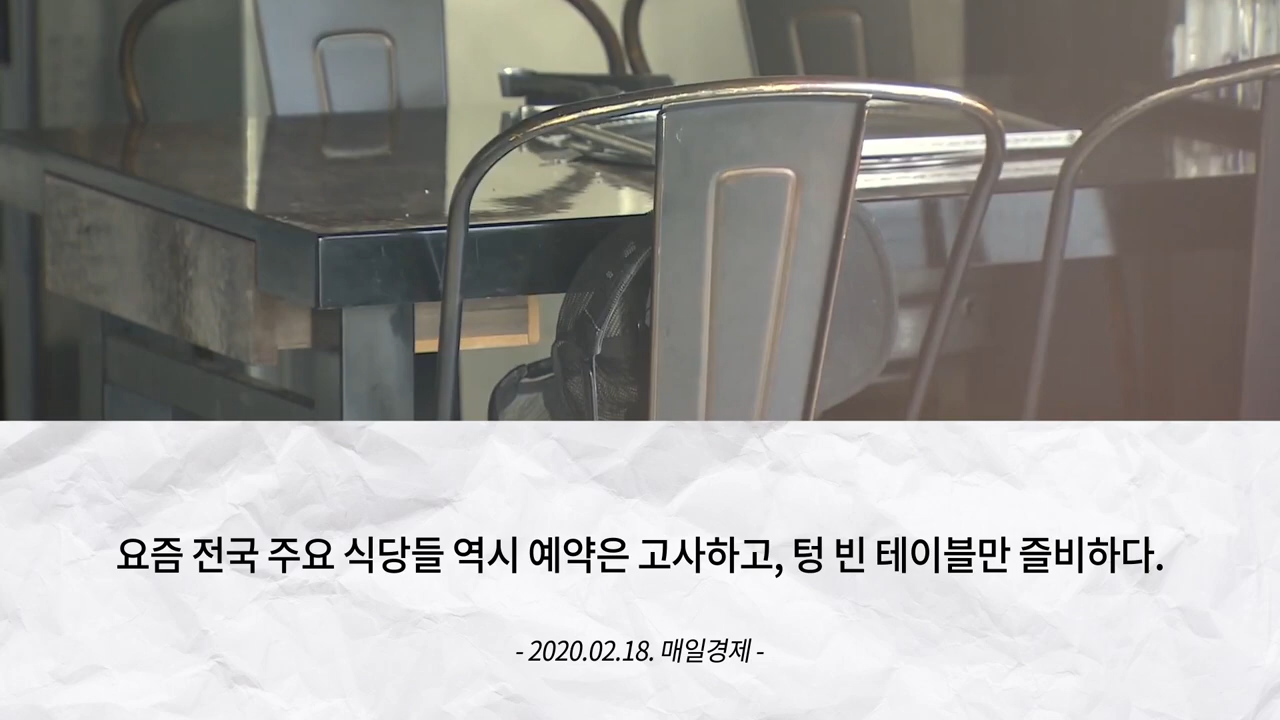 요즘 전국 주요 식당들 역시 예약은 고사하고, 텅 빈 테이블만 즐비하다.
- 2020.02.18. 매일경제 -